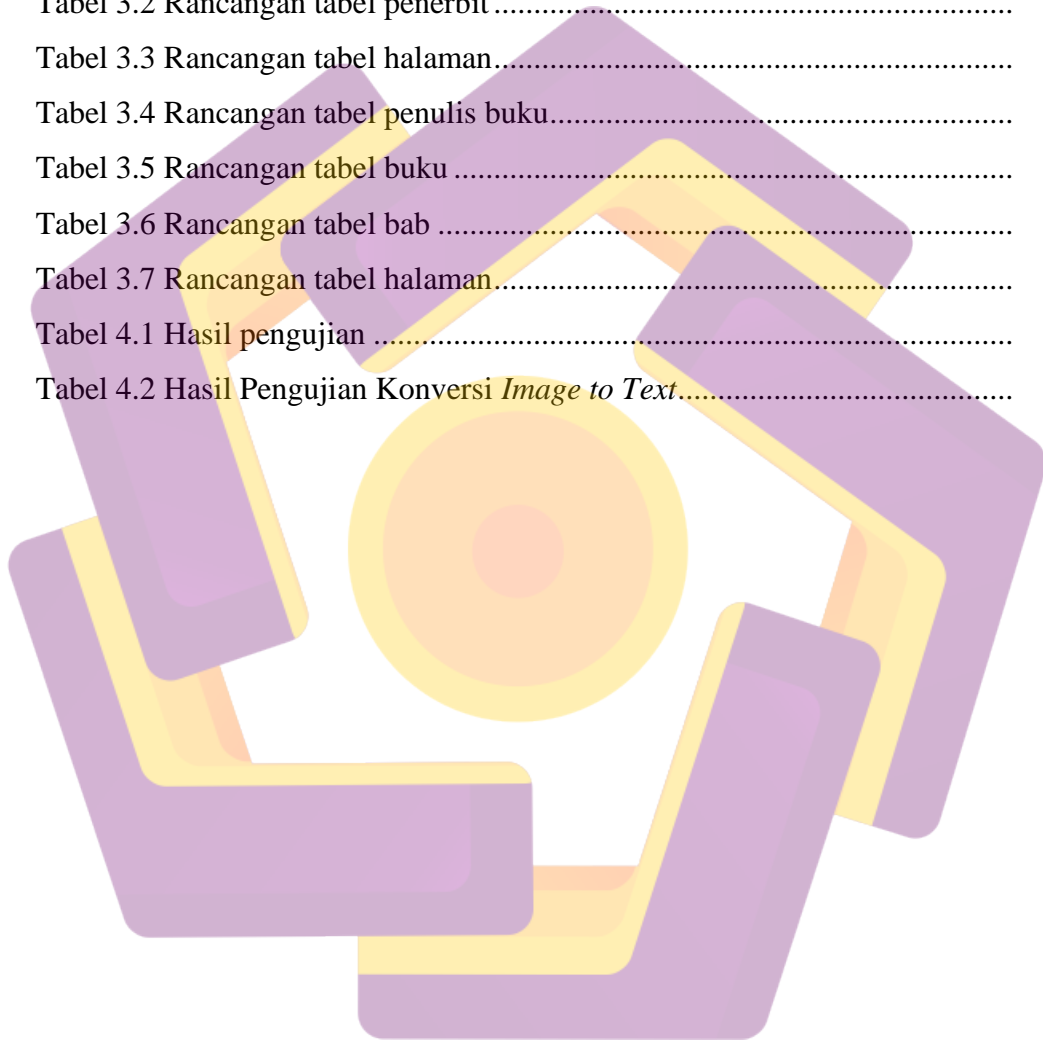 Tabel 3.2 Rancangan tabel penerbit ................................................................
Tabel 3.3 Rancangan tabel halaman................................................................
Tabel 3.4 Rancangan tabel penulis buku.........................................................
Tabel 3.5 Rancangan tabel buku .....................................................................
Tabel 3.6 Rancangan tabel bab .......................................................................
Tabel 3.7 Rancangan tabel halaman................................................................
Tabel 4.1 Hasil pengujian ...............................................................................
Tabel 4.2 Hasil Pengujian Konversi Image to Text.........................................